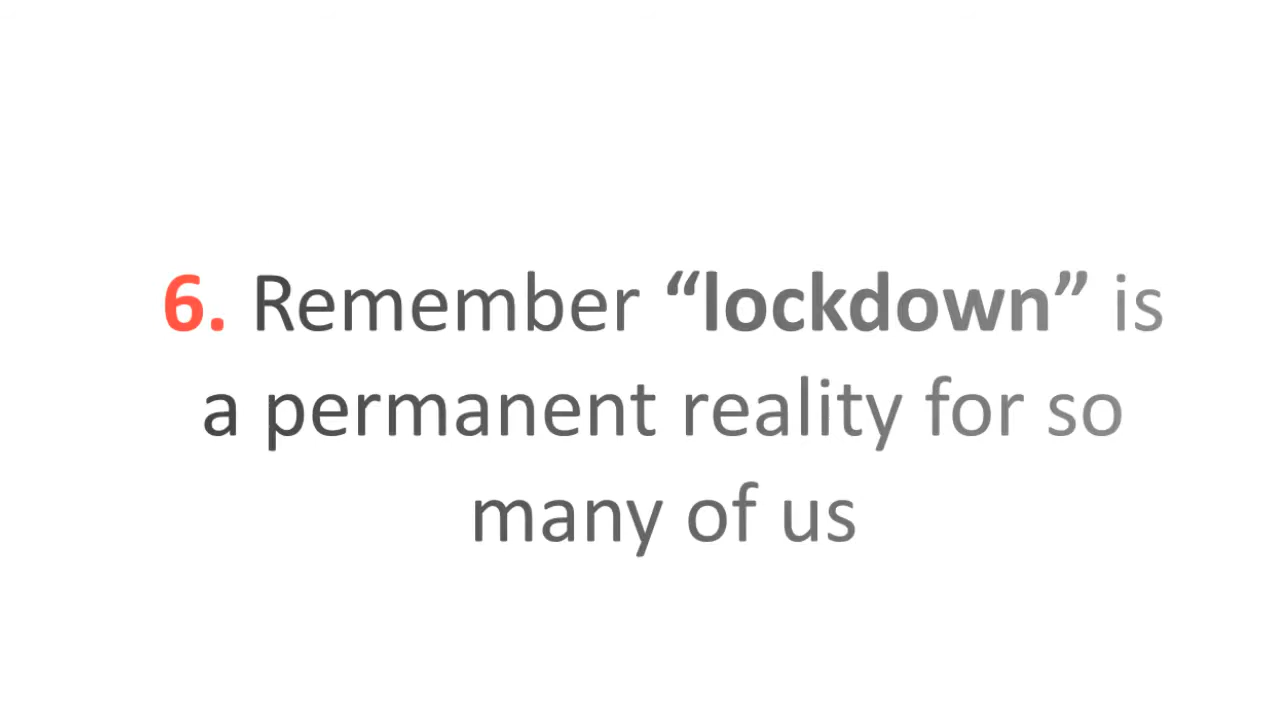 6. Remember “lockdown” is
a permanent reality for so
many of us